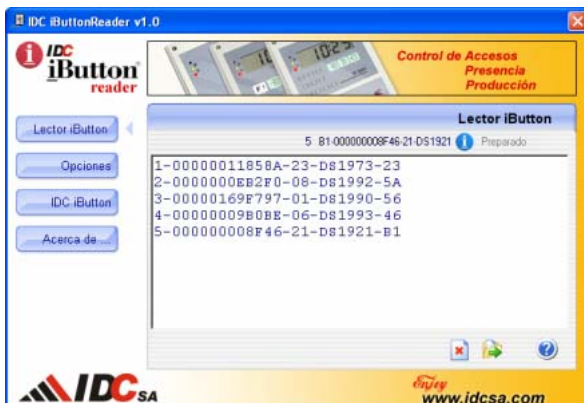 IDC iButtonReader v1.0
IDC
iButton
reader
Control de Accesos
Presencia
Producción
Lector iButton
Opciones
IDC iButton
Acerca de ...
Lector iButton
5 B1-000000008F46-21-DS1921 Preparado
1-00000011858A-23-DS1973-23
2-0000000EB2F0-08-DS1992-5A
3-00000169F797-01-DS1990-56
4-00000009B0BE-06-DS1993-46
5-000000008F46-21-DS1921-B1
IDC SA
Enjoy
www.idcsa.com